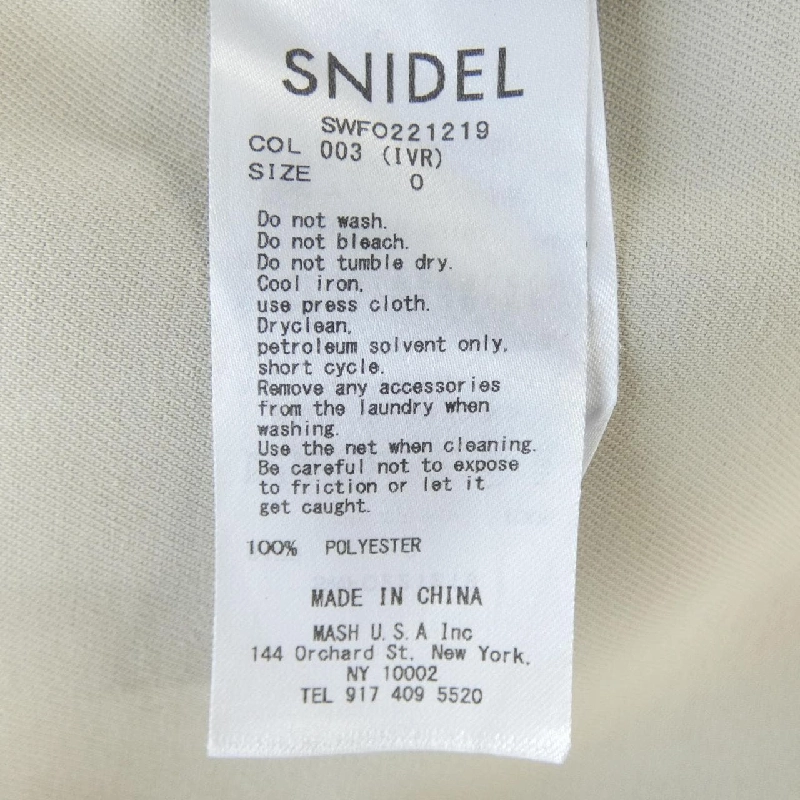 SNIDEL
SWFO221219
COL 003 (IVR)
SIZE 0
Do not wash.
Do not bleach.
Do not tumble dry.
Cool iron,
use press cloth.
Dryclean,
petroleum solvent only,
short cycle.
Remove any accessories
from the laundry when
washing.
Use the net when cleaning.
Be careful not to expose
to friction or let it
get caught.
100% POLYESTER
MADE IN CHINA
MASH U.S.A Inc
144 Orchard St, New York,
NY 10002
TEL 917 409 5520